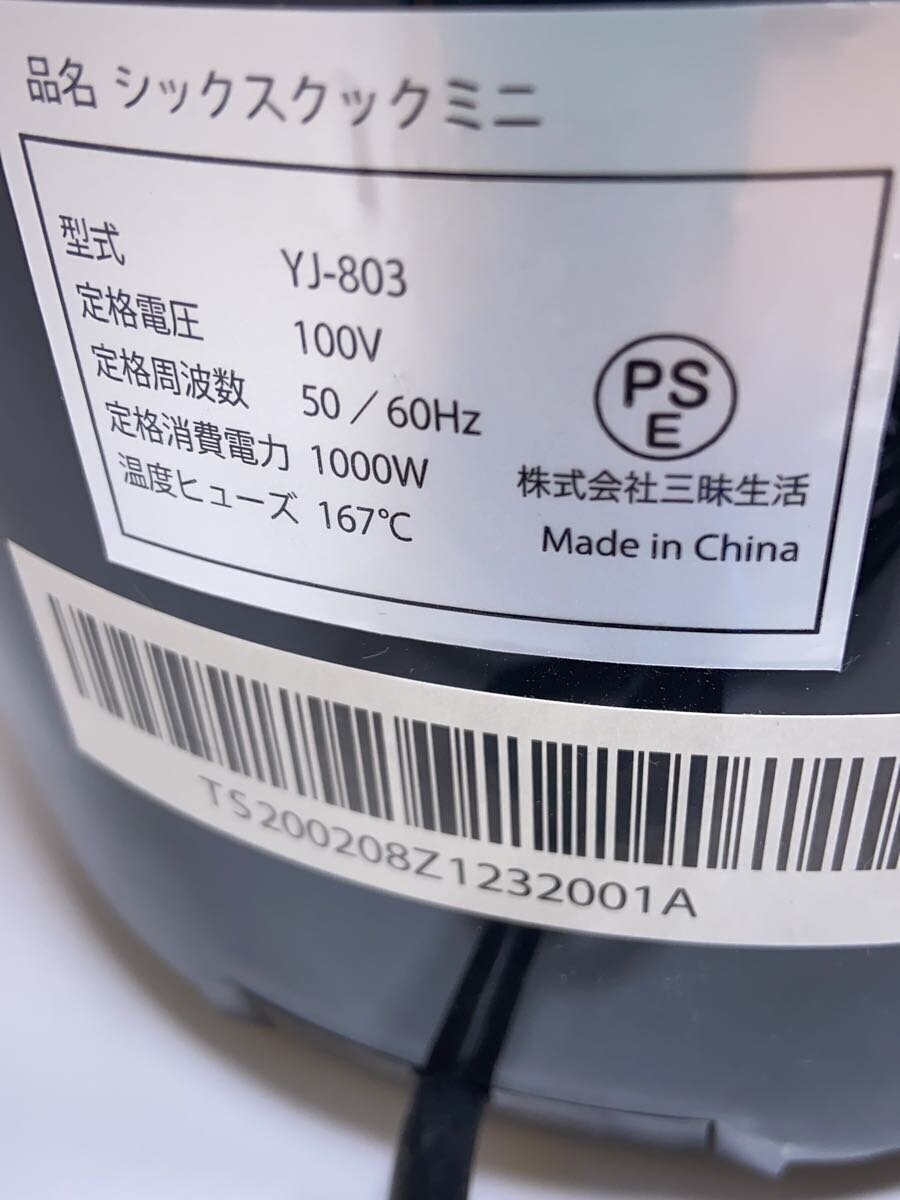 品名 シックスクックミニ
型式 YJ-803
定格電圧 100V
定格周波数 50／60Hz
定格消費電力 1000W
温度ヒューズ 167℃
PS
E
株式会社三昧生活
Made in China
TS200208Z1232001A